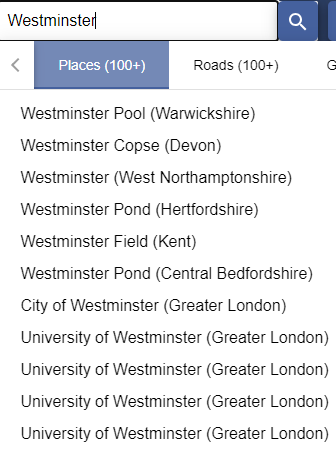 Westminster
Places (100+) Roads (100+) G
Westminster Pool (Warwickshire)
Westminster Copse (Devon)
Westminster (West Northamptonshire)
Westminster Pond (Hertfordshire)
Westminster Field (Kent)
Westminster Pond (Central Bedfordshire)
City of Westminster (Greater London)
University of Westminster (Greater London)
University of Westminster (Greater London)
University of Westminster (Greater London)
University of Westminster (Greater London)